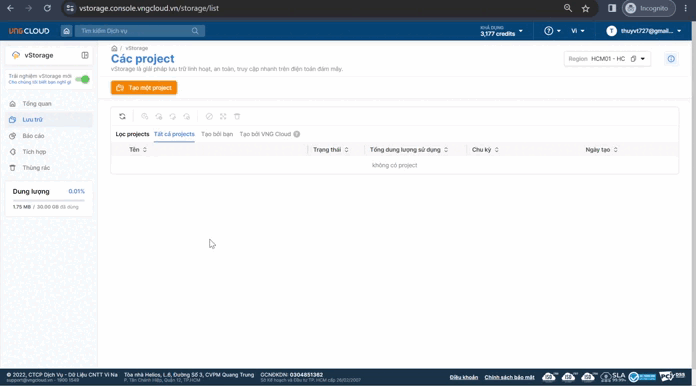 vstorage.console.vngcloud.vn/storage/list
Incognito
VNG CLOUD
Tìm kiếm Dịch vụ
KHẢ DỤNG:
3,177 credits
Vi
T
thuyvt727@gmail...
vStorage
Trải nghiệm vStorage mới
Cho chúng tôi biết bạn nghĩ gì
Tổng quan
Lưu trữ
Báo cáo
Tích hợp
Thùng rác
Dung lượng 0.01%
1.75 MB / 30.00 GB đã dùng
/ vStorage
Các project
vStorage là giải pháp lưu trữ linh hoạt, an toàn, truy cập nhanh trên điện toán đám mây.
Region HCM01 - HC
Tạo một project
Lọc projects Tất cả projects Tạo bởi bạn Tạo bởi VNG Cloud
Tên Trạng thái Tổng dung lượng sử dụng Chu kỳ Ngày tạo
không có project
© 2022, CTCP Dịch Vụ - Dữ Liệu CNTT Vi Na
support@vngcloud.vn - 1900 1549
Tòa nhà Helios, L.6, Đường Số 3, CVPM Quang Trung
P. Tân Chánh Hiệp, Quận 12, TP.HCM
GCNĐKDN: 0304851362
Sở Kế hoạch và Đầu tư TP. HCM cấp
Điều khoản
Chính sách bảo mật
SLA
PCI DSS